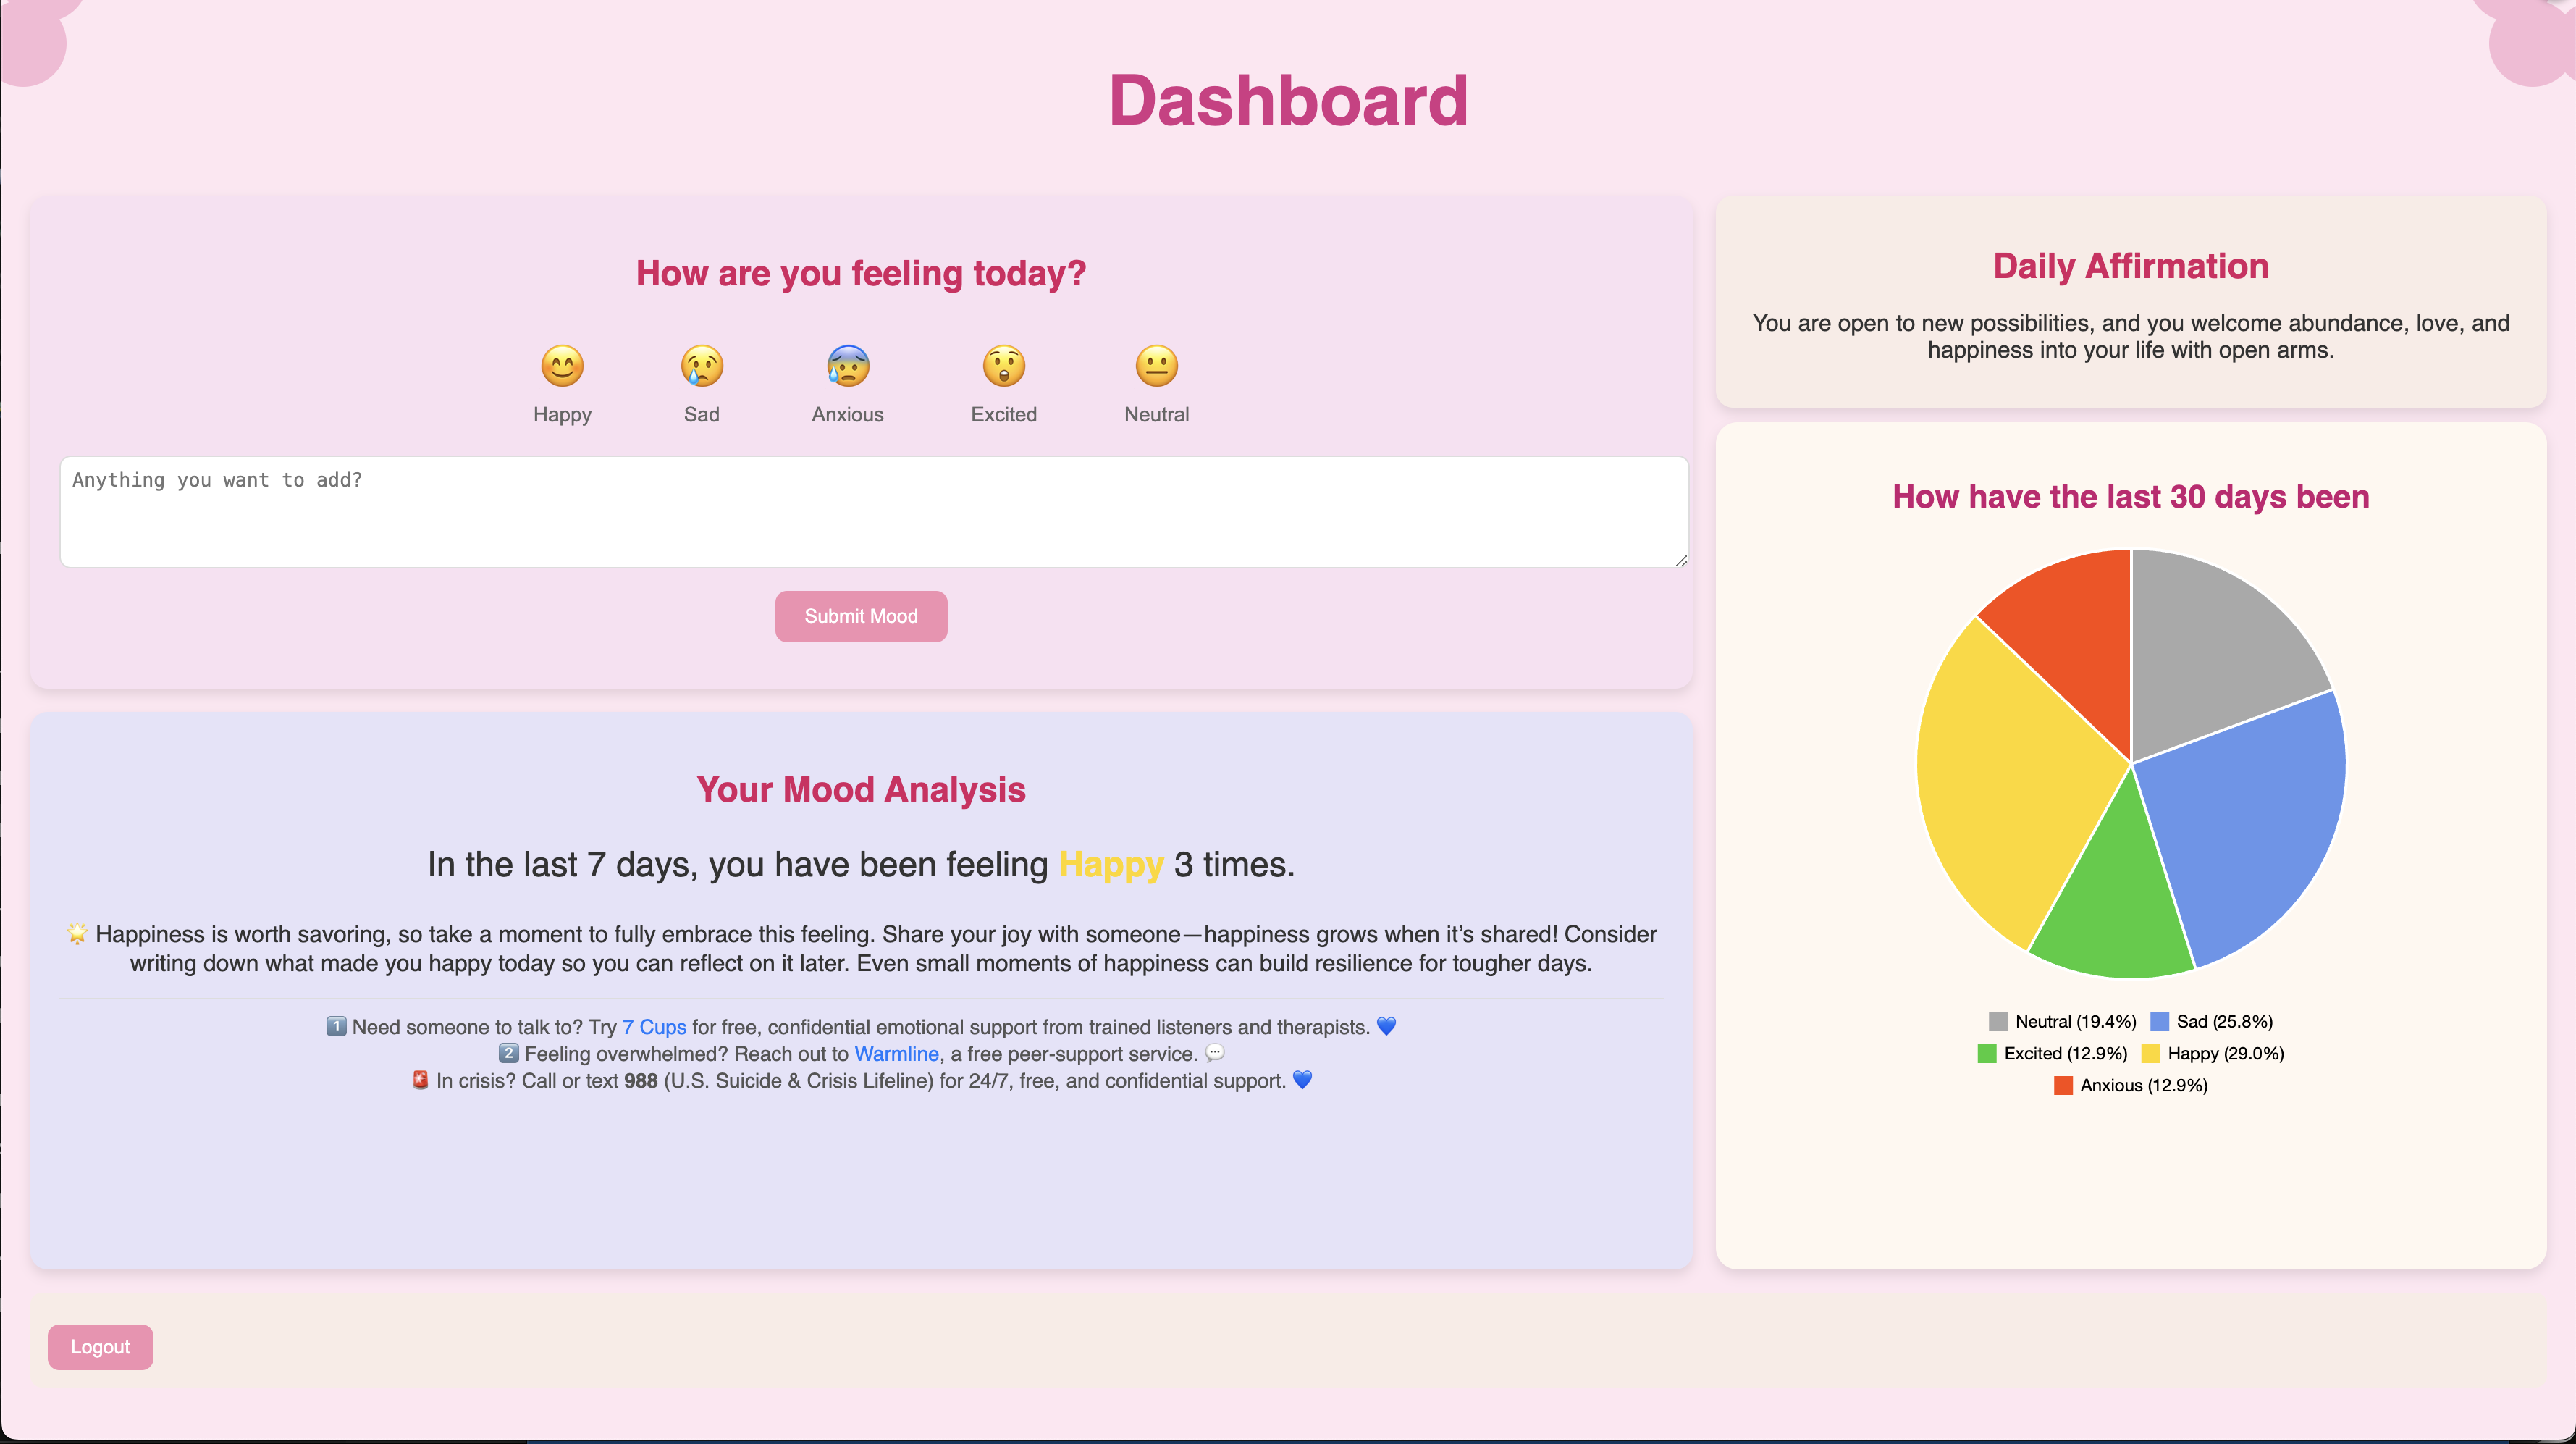 Dashboard
How are you feeling today?
Happy
Sad
Anxious
Excited
Neutral
Anything you want to add?
Submit Mood
Your Mood Analysis
In the last 7 days, you have been feeling Happy 3 times.
🌟 Happiness is worth savoring, so take a moment to fully embrace this feeling. Share your joy with someone—happiness grows when it’s shared! Consider
writing down what made you happy today so you can reflect on it later. Even small moments of happiness can build resilience for tougher days.
1️⃣ Need someone to talk to? Try 7 Cups for free, confidential emotional support from trained listeners and therapists. 💙
2️⃣ Feeling overwhelmed? Reach out to Warmline, a free peer-support service. 💬
🚨 In crisis? Call or text 988 (U.S. Suicide & Crisis Lifeline) for 24/7, free, and confidential support. 💙
Daily Affirmation
You are open to new possibilities, and you welcome abundance, love, and
happiness into your life with open arms.
How have the last 30 days been
Neutral (19.4%) Sad (25.8%)
Excited (12.9%) Happy (29.0%)
Anxious (12.9%)
Logout